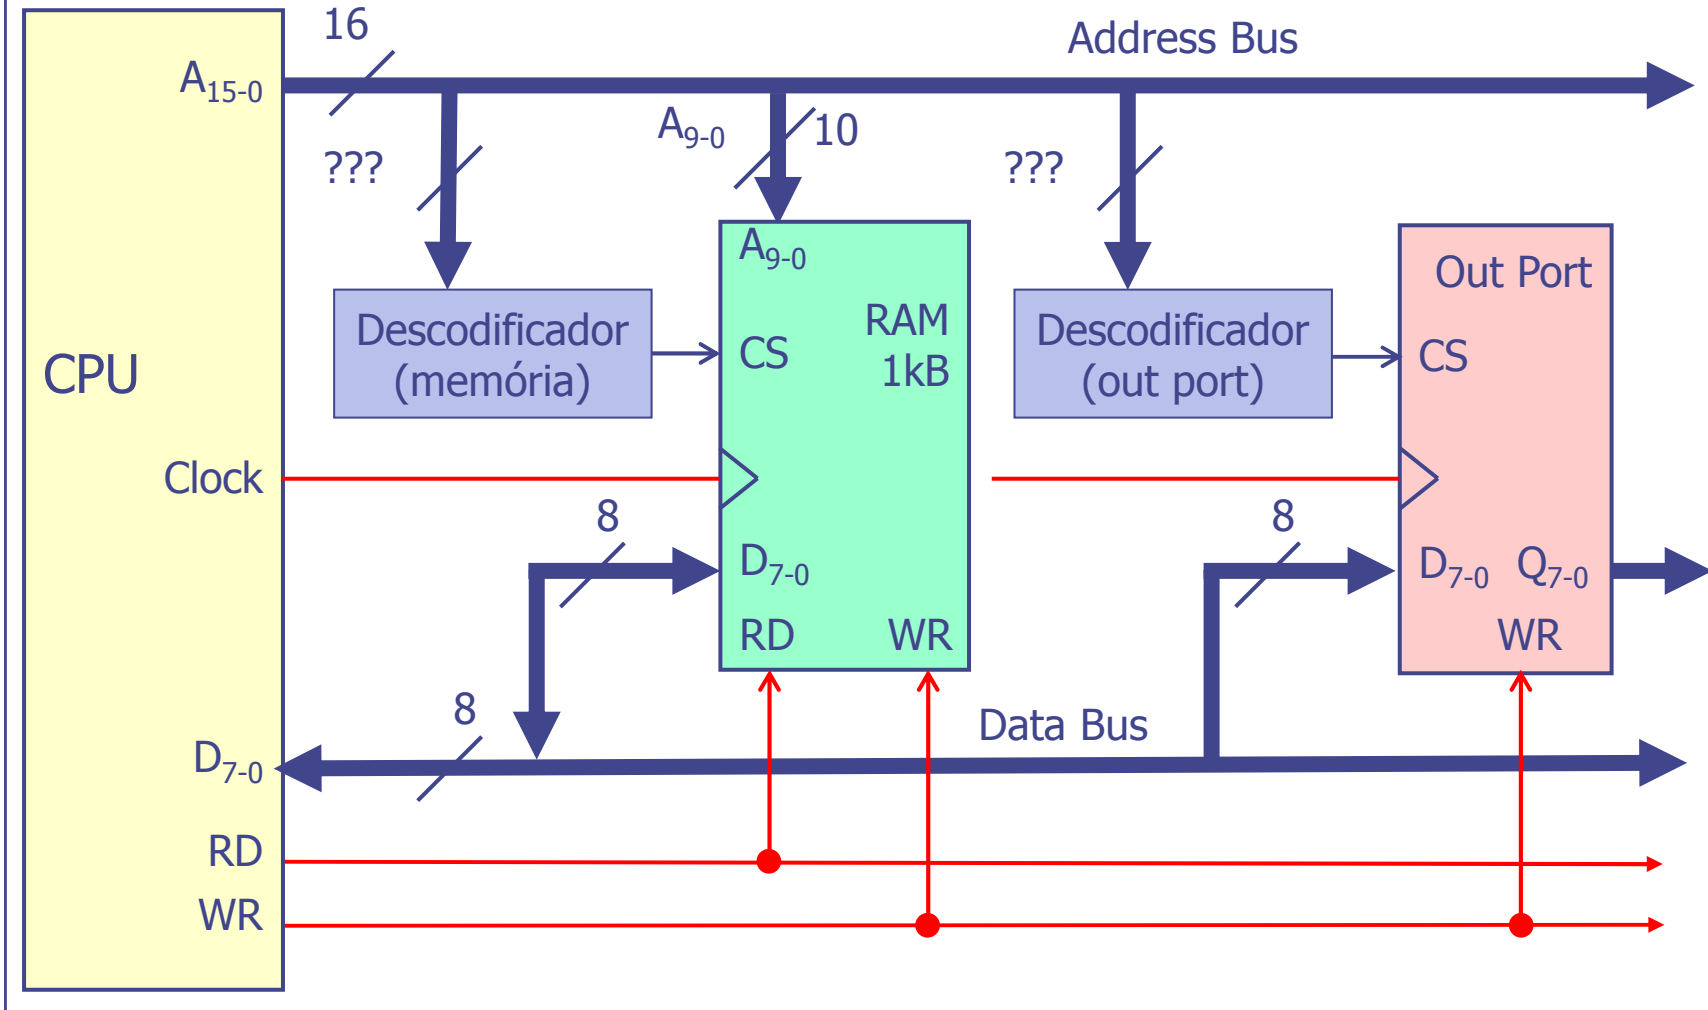 16
Address Bus
A15-0
A9-0
10
???
???
A9-0
Out Port
Descodificador
(memória)
RAM
1kB
CS
Descodificador
(out port)
CS
CPU
Clock
8
8
D7-0
D7-0 Q7-0
RD WR
WR
8
Data Bus
D7-0
RD
WR